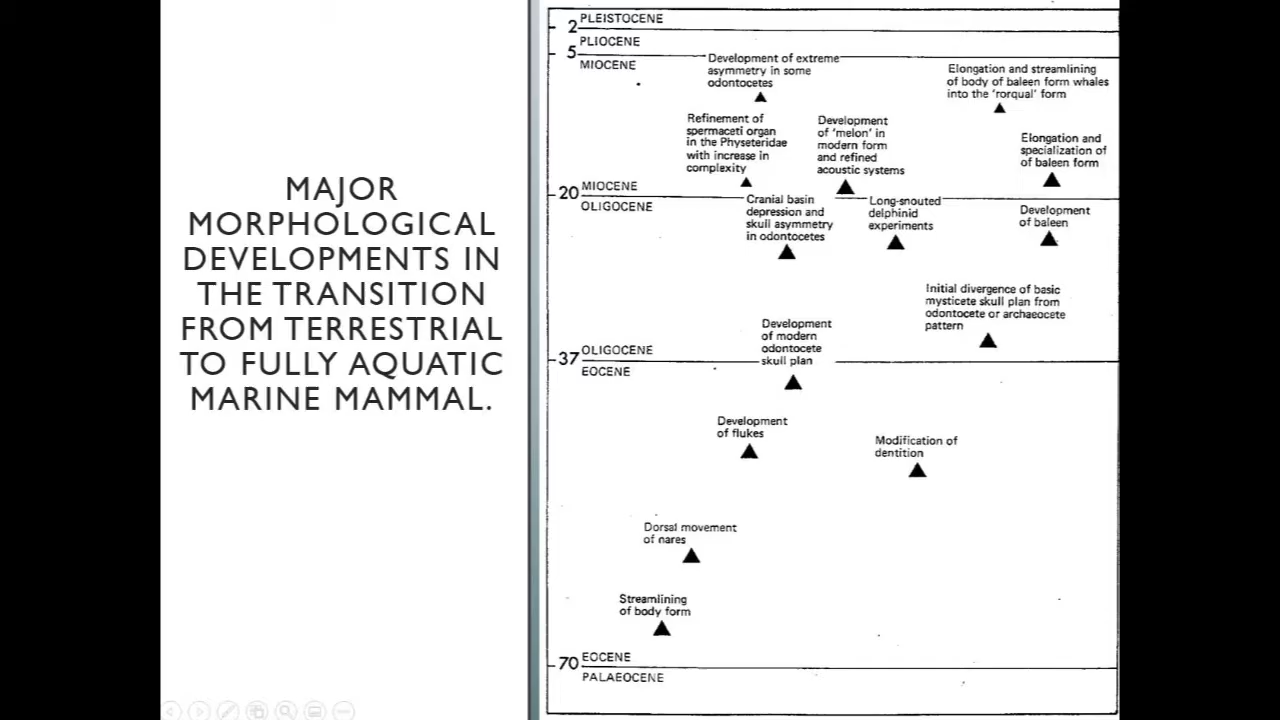 MAJOR
MORPHOLOGICAL
DEVELOPMENTS IN
THE TRANSITION
FROM TERRESTRIAL
TO FULLY AQUATIC
MARINE MAMMAL.
PLEISTOCENE
2
PLIOCENE
5
MIOCENE
Development of extreme
asymmetry in some
odontocetes
Elongation and streamlining
of body of baleen form whales
into the 'rorqual' form
Refinement of
spermaceti organ
in the Physeteridae
with increase in
complexity
Development
of 'melon' in
modern form
and refined
acoustic systems
Elongation and
specialization of
of baleen form
MIOCENE
20
OLIGOCENE
Cranial basin
depression and
skull asymmetry
in odontocetes
Long-snouted
delphinid
experiments
Development
of baleen
Initial divergence of basic
mysticete skull plan from
odontocete or archaeocete
pattern
Development
of modern
odontocete
skull plan
OLIGOCENE
37
EOCENE
Development
of flukes
Modification of
dentition
Dorsal movement
of nares
Streamlining
of body form
EOCENE
70
PALAEOCENE